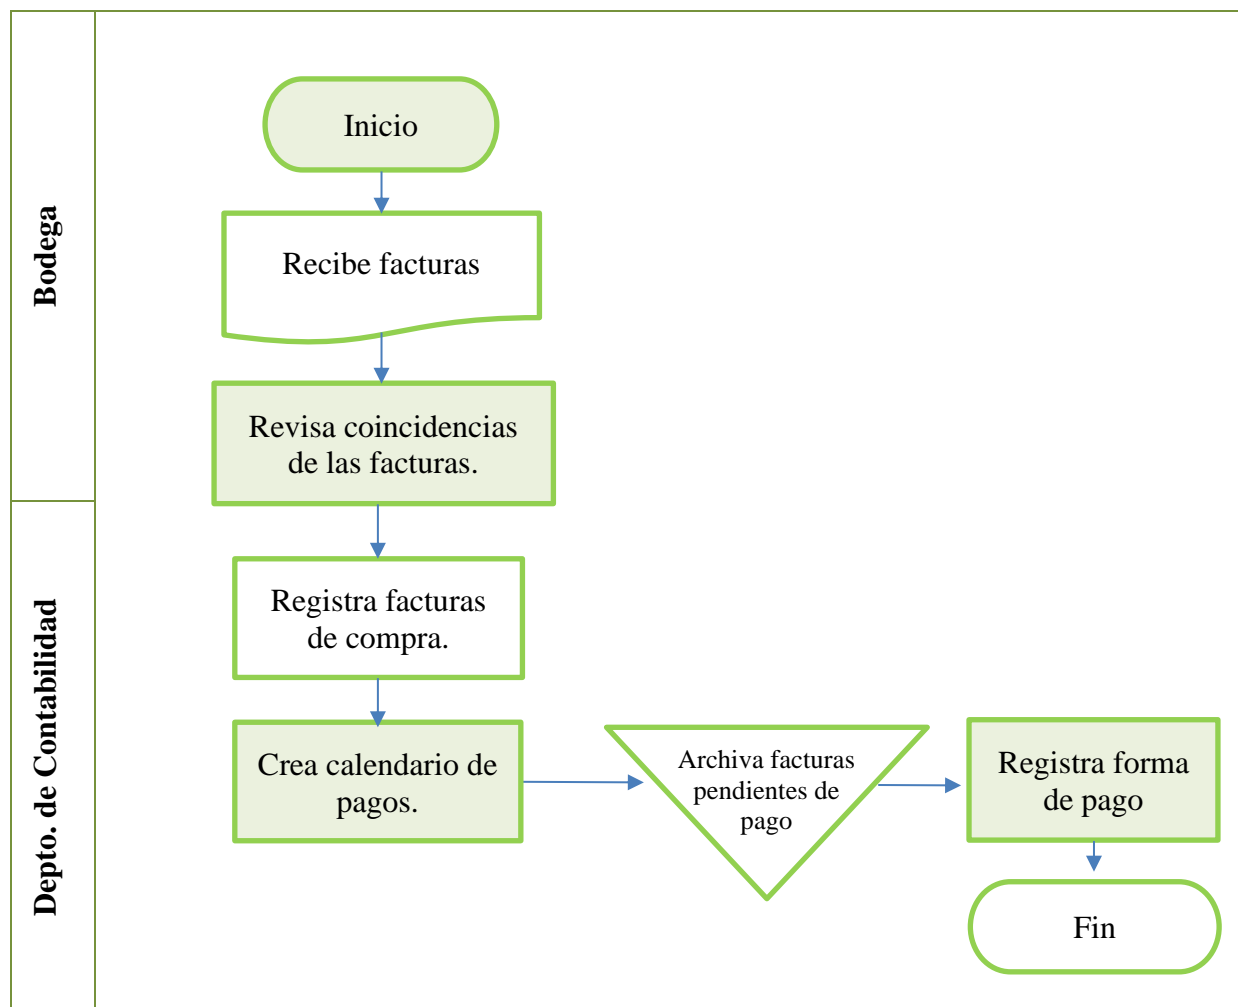 Bodega
Inicio
Recibe facturas
Revisa coincidencias
de las facturas.
Depto. de Contabilidad
Registra facturas
de compra.
Crea calendario de
pagos.
Archiva facturas
pendientes de
pago
Registra forma
de pago
Fin